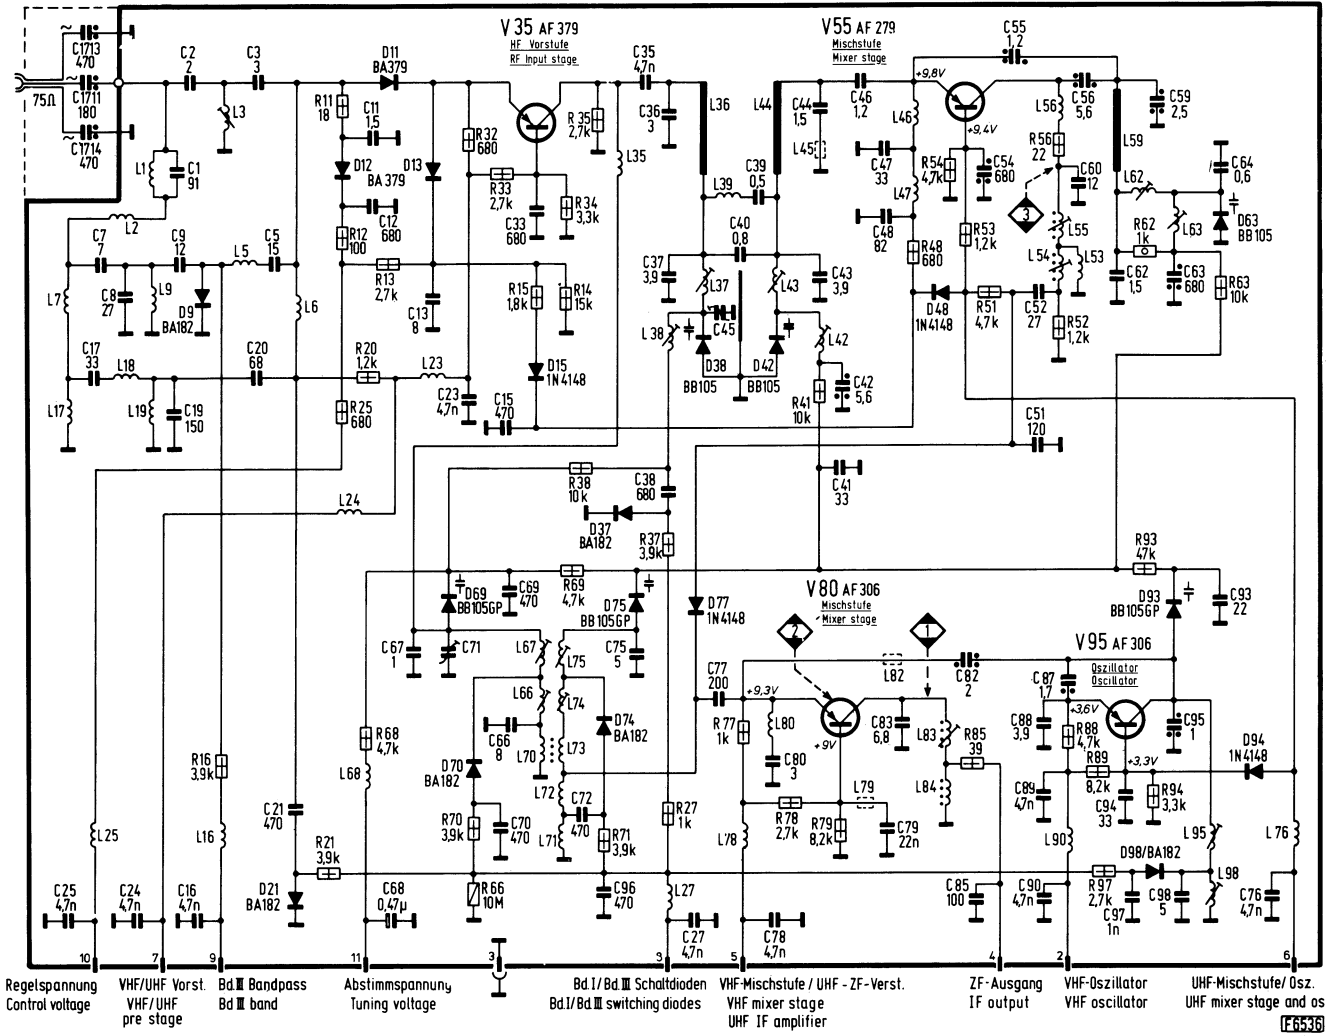 V 35 AF 379
HF Vorstufe
RF Input stage
V55 AF 279
Mischstufe
Mixer stage
C1713
470
75Ω
C1711
180
C1714
470
C2
2
C3
3
L3
D11
BA379
R11
18
C11
1,5
D12
D13
BA 379
C12
680
R12
100
R13
2,7k
C13
8
L1
C1
91
L2
C7
7
C8
27
L9
C9
12
D9
BA182
L5
C5
15
L6
L7
C17
33
L18
L19
C19
150
C20
68
L17
R20
1,2k
L23
R25
680
C23
4,7n
L24
R32
680
R33
2,7k
C33
680
R34
3,3k
R35
2,7k
R15
1,8k
R14
15k
D15
1N4148
C15
470
C35
4,7n
C36
3
L35
L36
L44
C44
1,5
L45
C46
1,2
L39
C39
0,5
C40
0,8
C37
3,9
L37
L43
C43
3,9
C45
L38
D38
BB105
D42
BB105
L42
C42
5,6
R41
10k
C41
33
+9,8V
+9,4V
L46
C47
33
L47
C48
82
R48
680
R54
4,7k
C54
680
R53
1,2k
D48
1N4148
R51
4,7k
C52
27
R52
1,2k
C51
120
C55
1,2
L56
R56
22
C56
5,6
C60
12
3
L55
L54
L53
L59
C59
2,5
L62
R62
1k
L63
C62
1,5
C63
680
C64
0,6
D63
BB105
R63
10k
R38
10k
C38
680
D37
BA182
R37
3,9k
D69
BB105GP
C69
470
R69
4,7k
D75
BB105GP
C75
5
C67
1
C71
L67
L75
L66
L74
C66
8
L70
L73
D74
BA182
D70
BA182
L72
C72
470
L71
R70
3,9k
C70
470
R71
3,9k
R66
10M
C96
470
R68
4,7k
L68
C68
0,47µ
R16
3,9k
L16
L25
C25
4,7n
C24
4,7n
C16
4,7n
C21
470
R21
3,9k
D21
BA182
R27
1k
L27
C27
4,7n
D77
1N4148
C77
200
+9,3V
R77
1k
L80
C80
3
V80 AF 306
Mischstufe
Mixer stage
2
1
+9V
R78
2,7k
R79
8,2k
L79
C79
22n
L78
C78
4,7n
L82
C82
2
C83
6,8
L83
L84
R85
39
C85
100
R93
47k
D93
BB105GP
C93
22
V95 AF 306
Oszillator
Oscillator
C87
1,7
+3,6V
C88
3,9
R88
4,7k
R89
8,2k
+3,3V
C89
4,7n
C94
33
R94
3,3k
C95
1
D94
1N4148
L90
L95
L76
D98/BA182
R97
2,7k
C97
1n
C98
5
L98
C90
4,7n
C76
4,7n
10
7
9
11
3
3
5
4
2
6
Regelspannung
Control voltage
VHF/UHF Vorst.
VHF/UHF
pre stage
Bd.III Bandpass
Bd III band
Abstimmspannung
Tuning voltage
Bd.I/Bd.III Schaltdioden
Bd.I/Bd.III switching diodes
VHF-Mischstufe / UHF-ZF-Verst.
VHF mixer stage
UHF IF amplifier
ZF-Ausgang
IF output
VHF-Oszillator
VHF oscillator
UHF-Mischstufe/Osz.
UHF mixer stage and os
F6536